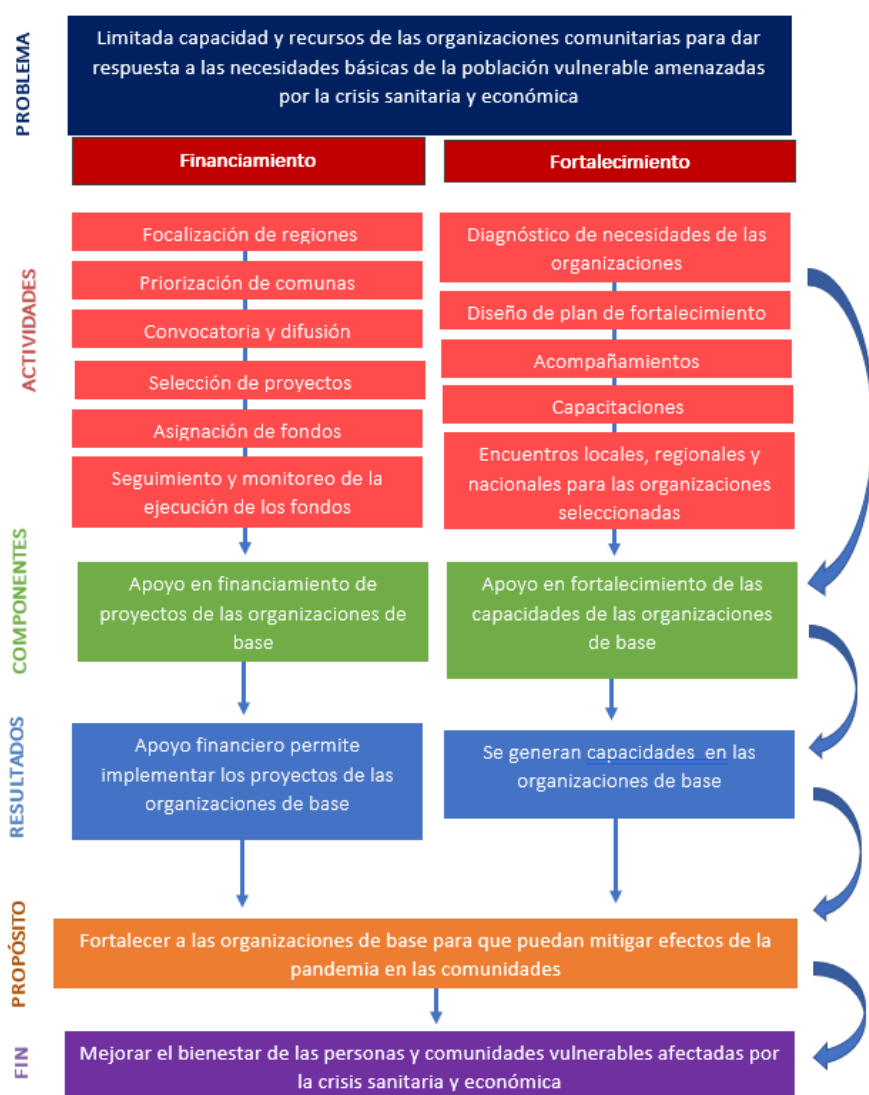 PROBLEMA
Limitada capacidad y recursos de las organizaciones comunitarias para dar
respuesta a las necesidades básicas de la población vulnerable amenazadas
por la crisis sanitaria y económica
Financiamiento
Fortalecimiento
ACTIVIDADES
Focalización de regiones
Priorización de comunas
Convocatoria y difusión
Selección de proyectos
Asignación de fondos
Seguimiento y monitoreo de la
ejecución de los fondos
Diagnóstico de necesidades de las
organizaciones
Diseño de plan de fortalecimiento
Acompañamientos
Capacitaciones
Encuentros locales, regionales y
nacionales para las organizaciones
seleccionadas
COMPONENTES
Apoyo en financiamiento de
proyectos de las organizaciones de
base
Apoyo en fortalecimiento de las
capacidades de las organizaciones
de base
RESULTADOS
Apoyo financiero permite
implementar los proyectos de las
organizaciones de base
Se generan capacidades en las
organizaciones de base
PROPÓSITO
Fortalecer a las organizaciones de base para que puedan mitigar efectos de la
pandemia en las comunidades
FIN
Mejorar el bienestar de las personas y comunidades vulnerables afectadas por
la crisis sanitaria y económica